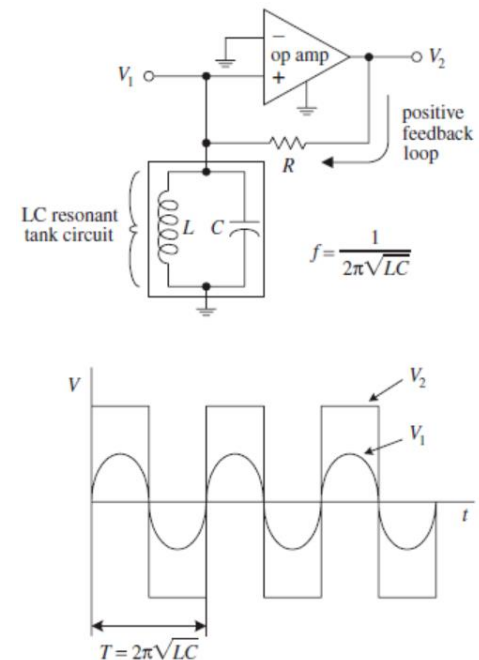 −
op amp
V₁
+
V₂
positive
feedback
loop
R
LC resonant
tank circuit
L C
f = 1 / 2π√LC
V
V₂
V₁
t
T = 2π√LC